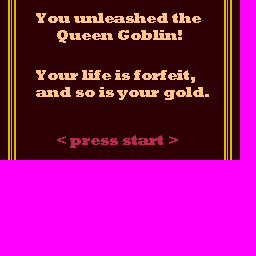 You unleashed the
Queen Goblin!
Your life is forfeit,
and so is your gold.
< press start >